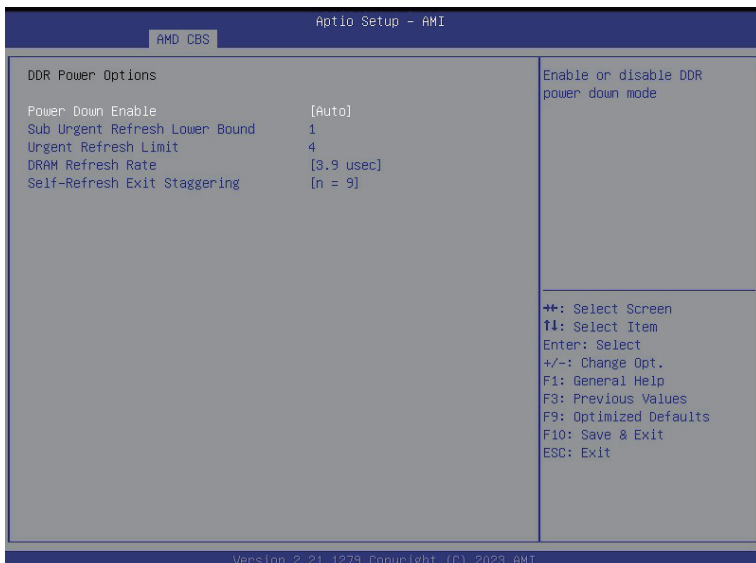 Aptio Setup – AMI
AMD CBS
DDR Power Options
Power Down Enable [Auto]
Sub Urgent Refresh Lower Bound 1
Urgent Refresh Limit 4
DRAM Refresh Rate [3.9 usec]
Self-Refresh Exit Staggering [n = 9]
Enable or disable DDR
power down mode
→←: Select Screen
↑↓: Select Item
Enter: Select
+/-: Change Opt.
F1: General Help
F3: Previous Values
F9: Optimized Defaults
F10: Save & Exit
ESC: Exit
Version 2.21.1279 Copyright (C) 2023 AMI